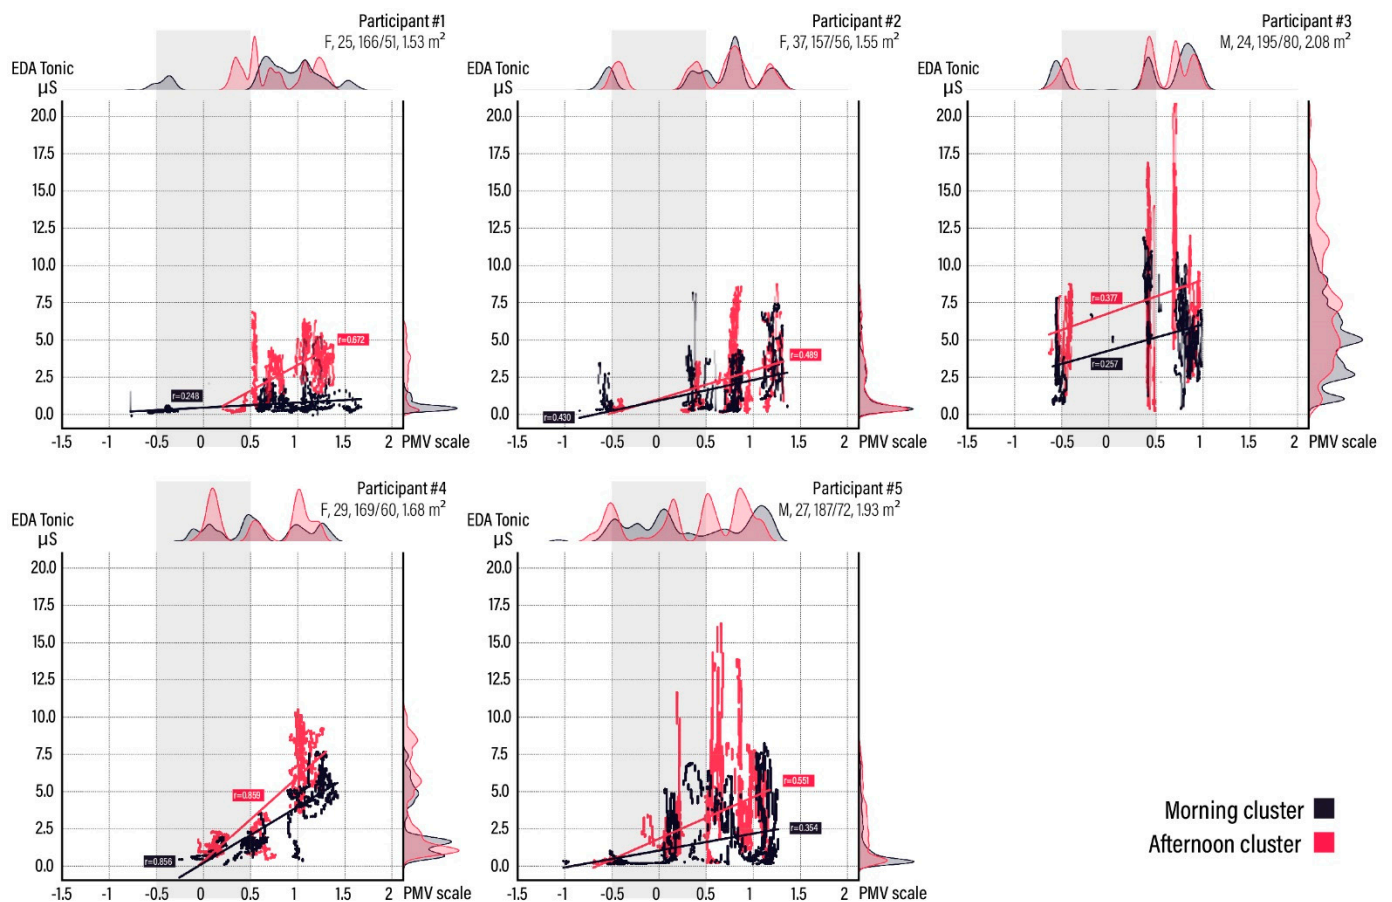 Participant #1
F, 25, 166/51, 1.53 m²
EDA Tonic
µS
20.0
17.5
15.0
12.5
10.0
7.5
5.0
2.5
0.0
r=0.672
r=0.248
-1.5 -1 -0.5 0 0.5 1 1.5 2 PMV scale
Participant #2
F, 37, 157/56, 1.55 m²
EDA Tonic
µS
20.0
17.5
15.0
12.5
10.0
7.5
5.0
2.5
0.0
r=0.489
r=0.430
-1.5 -1 -0.5 0 0.5 1 1.5 2 PMV scale
Participant #3
M, 24, 195/80, 2.08 m²
EDA Tonic
µS
20.0
17.5
15.0
12.5
10.0
7.5
5.0
2.5
0.0
r=0.377
r=0.257
-1.5 -1 -0.5 0 0.5 1 1.5 2 PMV scale
Participant #4
F, 29, 169/60, 1.68 m²
EDA Tonic
µS
20.0
17.5
15.0
12.5
10.0
7.5
5.0
2.5
0.0
r=0.859
r=0.856
-1.5 -1 -0.5 0 0.5 1 1.5 2 PMV scale
Participant #5
M, 27, 187/72, 1.93 m²
EDA Tonic
µS
20.0
17.5
15.0
12.5
10.0
7.5
5.0
2.5
0.0
r=0.551
r=0.354
-1.5 -1 -0.5 0 0.5 1 1.5 2 PMV scale
Morning cluster
Afternoon cluster